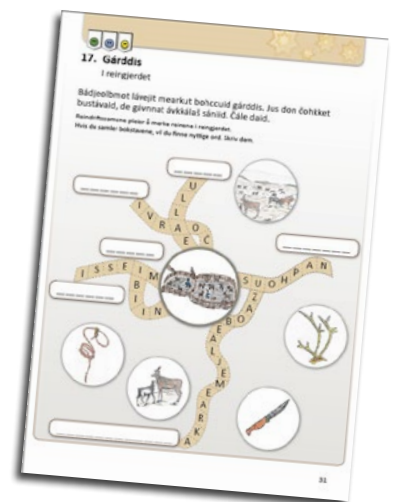 17. Gárddis
I reingjerdet
Bádjeolbmot lávejit mearkut bohccuid gárddis. Jus don čohkket
bustávaid, de gávnnat ávkkálaš sániid. Čále daid.
Reindriftssamene pleier å merke reinene i reingjerdet.
Hvis du samler bokstavene, vil du finne nyttige ord. Skriv dem.
U L L
I V R A E O Č
I S S E I M
B I I N
S U O H P A N
Z A O B
E A L J E M E A R K A
31